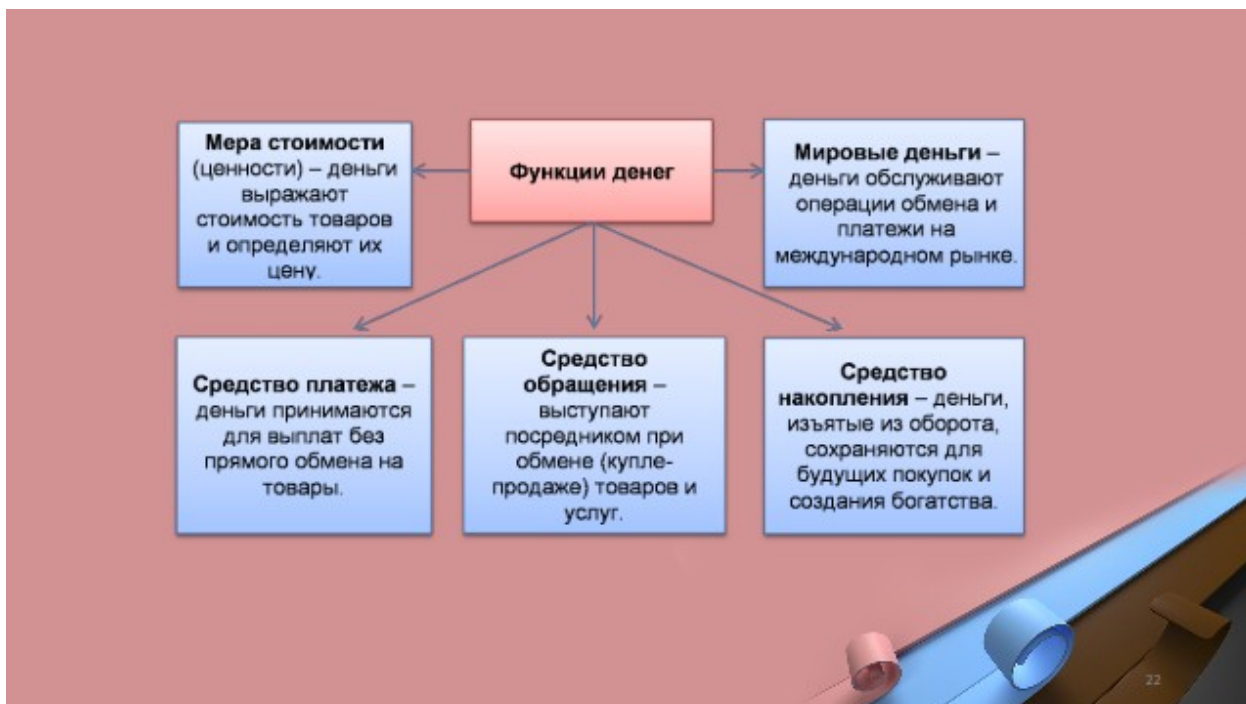 Мера стоимости
(ценности) – деньги
выражают
стоимость товаров
и определяют их
цену.
Функции денег
Мировые деньги –
деньги обслуживают
операции обмена и
платежи на
международном рынке.
Средство платежа –
деньги принимаются
для выплат без
прямого обмена на
товары.
Средство
обращения –
выступают
посредником при
обмене (купле-
продаже) товаров и
услуг.
Средство
накопления – деньги,
изъятые из оборота,
сохраняются для
будущих покупок и
создания богатства.
22